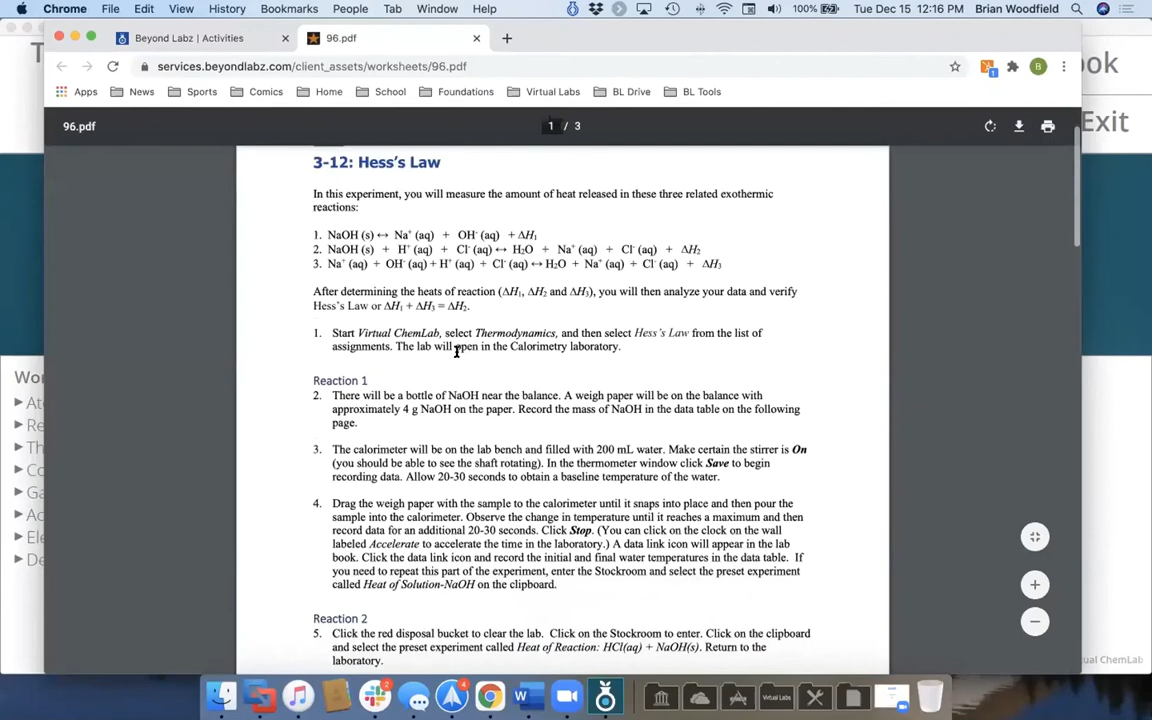 Chrome File Edit View History Bookmarks People Tab Window Help 100% Tue Dec 15 12:16 PM Brian Woodfield
Beyond Labz | Activities 96.pdf
services.beyondlabz.com/client_assets/worksheets/96.pdf
Apps News Sports Comics Home School Foundations Virtual Labs BL Drive BL Tools
96.pdf 1 / 3
3-12: Hess's Law
In this experiment, you will measure the amount of heat released in these three related exothermic
reactions:
1. NaOH (s) ↔ Na⁺ (aq) + OH⁻ (aq) + ΔH₁
2. NaOH (s) + H⁺ (aq) + Cl⁻ (aq) ↔ H₂O + Na⁺ (aq) + Cl⁻ (aq) + ΔH₂
3. Na⁺ (aq) + OH⁻ (aq) + H⁺ (aq) + Cl⁻ (aq) ↔ H₂O + Na⁺ (aq) + Cl⁻ (aq) + ΔH₃
After determining the heats of reaction (ΔH₁, ΔH₂ and ΔH₃), you will then analyze your data and verify
Hess's Law or ΔH₁ + ΔH₃ = ΔH₂.
1. Start Virtual ChemLab, select Thermodynamics, and then select Hess's Law from the list of
assignments. The lab will open in the Calorimetry laboratory.
Reaction 1
2. There will be a bottle of NaOH near the balance. A weigh paper will be on the balance with
approximately 4 g NaOH on the paper. Record the mass of NaOH in the data table on the following
page.
3. The calorimeter will be on the lab bench and filled with 200 mL water. Make certain the stirrer is On
(you should be able to see the shaft rotating). In the thermometer window click Save to begin
recording data. Allow 20-30 seconds to obtain a baseline temperature of the water.
4. Drag the weigh paper with the sample to the calorimeter until it snaps into place and then pour the
sample into the calorimeter. Observe the change in temperature until it reaches a maximum and then
record data for an additional 20-30 seconds. Click Stop. (You can click on the clock on the wall
labeled Accelerate to accelerate the time in the laboratory.) A data link icon will appear in the lab
book. Click the data link icon and record the initial and final water temperatures in the data table. If
you need to repeat this part of the experiment, enter the Stockroom and select the preset experiment
called Heat of Solution-NaOH on the clipboard.
Reaction 2
5. Click the red disposal bucket to clear the lab. Click on the Stockroom to enter. Click on the clipboard
and select the preset experiment called Heat of Reaction: HCl(aq) + NaOH(s). Return to the
laboratory.
T
ook
Exit
Wor
At
Re
Th
Co
Ga
Ac
Ele
De
ual ChemLab
2
4
1
B
Virtual Labs